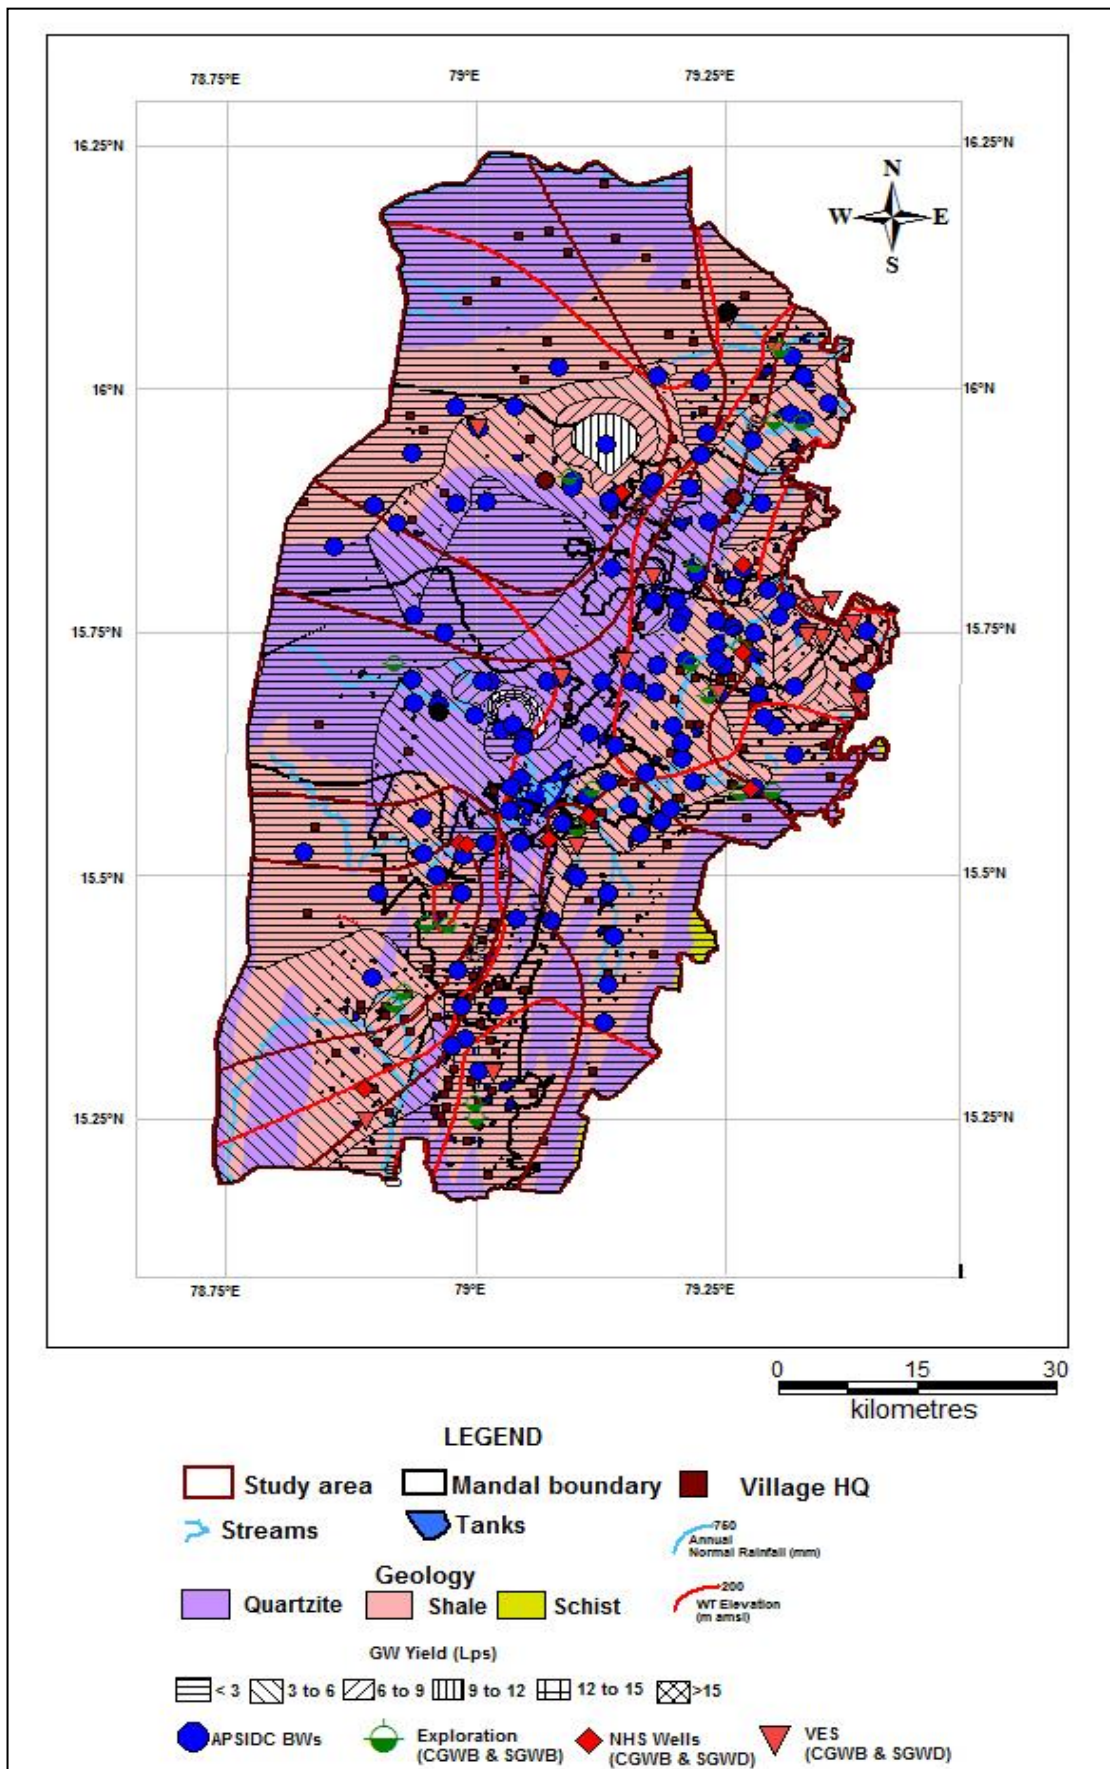 78.75°E 79°E 79.25°E
16.25°N 16.25°N
N
W E
S
16°N 16°N
15.75°N 15.75°N
15.5°N 15.5°N
15.25°N 15.25°N
78.75°E 79°E 79.25°E
0 15 30
kilometres
LEGEND
Study area Mandal boundary Village HQ
Streams Tanks 750
Annual
Normal Rainfall (mm)
Geology
Quartzite Shale Schist 200
WT Elevation
(m amsl)
GW Yield (Lps)
< 3 3 to 6 6 to 9 9 to 12 12 to 15 >15
APSIDC BWs Exploration NHS Wells VES
(CGWB & SGWB) (CGWB & SGWD) (CGWB & SGWD)